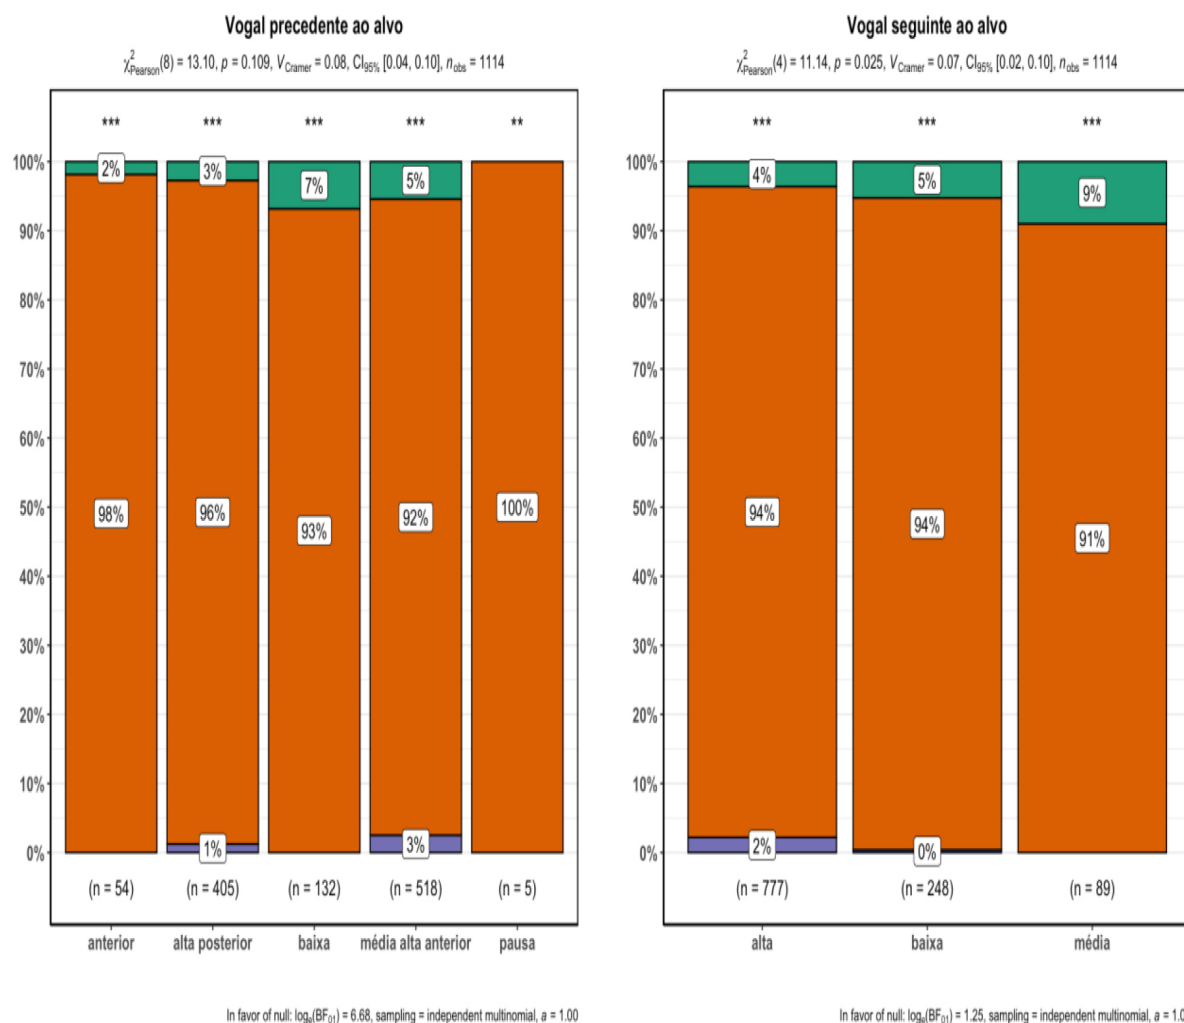 Vogal precedente ao alvo
χ²Pearson(8) = 13.10, p = 0.109, VCramer = 0.08, CI95% [0.04, 0.10], nobs = 1114
*** *** *** *** **
100%
90%
80%
70%
60%
50%
40%
30%
20%
10%
0%
2% 3% 7% 5%
98% 96% 93% 92% 100%
1% 3%
(n = 54) (n = 405) (n = 132) (n = 518) (n = 5)
anterior alta posterior baixa média alta anterior pausa
In favor of null: loge(BF01) = 6.68, sampling = independent multinomial, a = 1.00
Vogal seguinte ao alvo
χ²Pearson(4) = 11.14, p = 0.025, VCramer = 0.07, CI95% [0.02, 0.10], nobs = 1114
*** *** ***
100%
90%
80%
70%
60%
50%
40%
30%
20%
10%
0%
4% 5% 9%
94% 94% 91%
2% 0%
(n = 777) (n = 248) (n = 89)
alta baixa média
In favor of null: loge(BF01) = 1.25, sampling = independent multinomial, a = 1.0